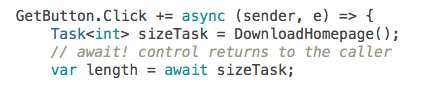 GetButton.Click += async (sender, e) => {
    Task<int> sizeTask = DownloadHomepage();
    // await! control returns to the caller
    var length = await sizeTask;